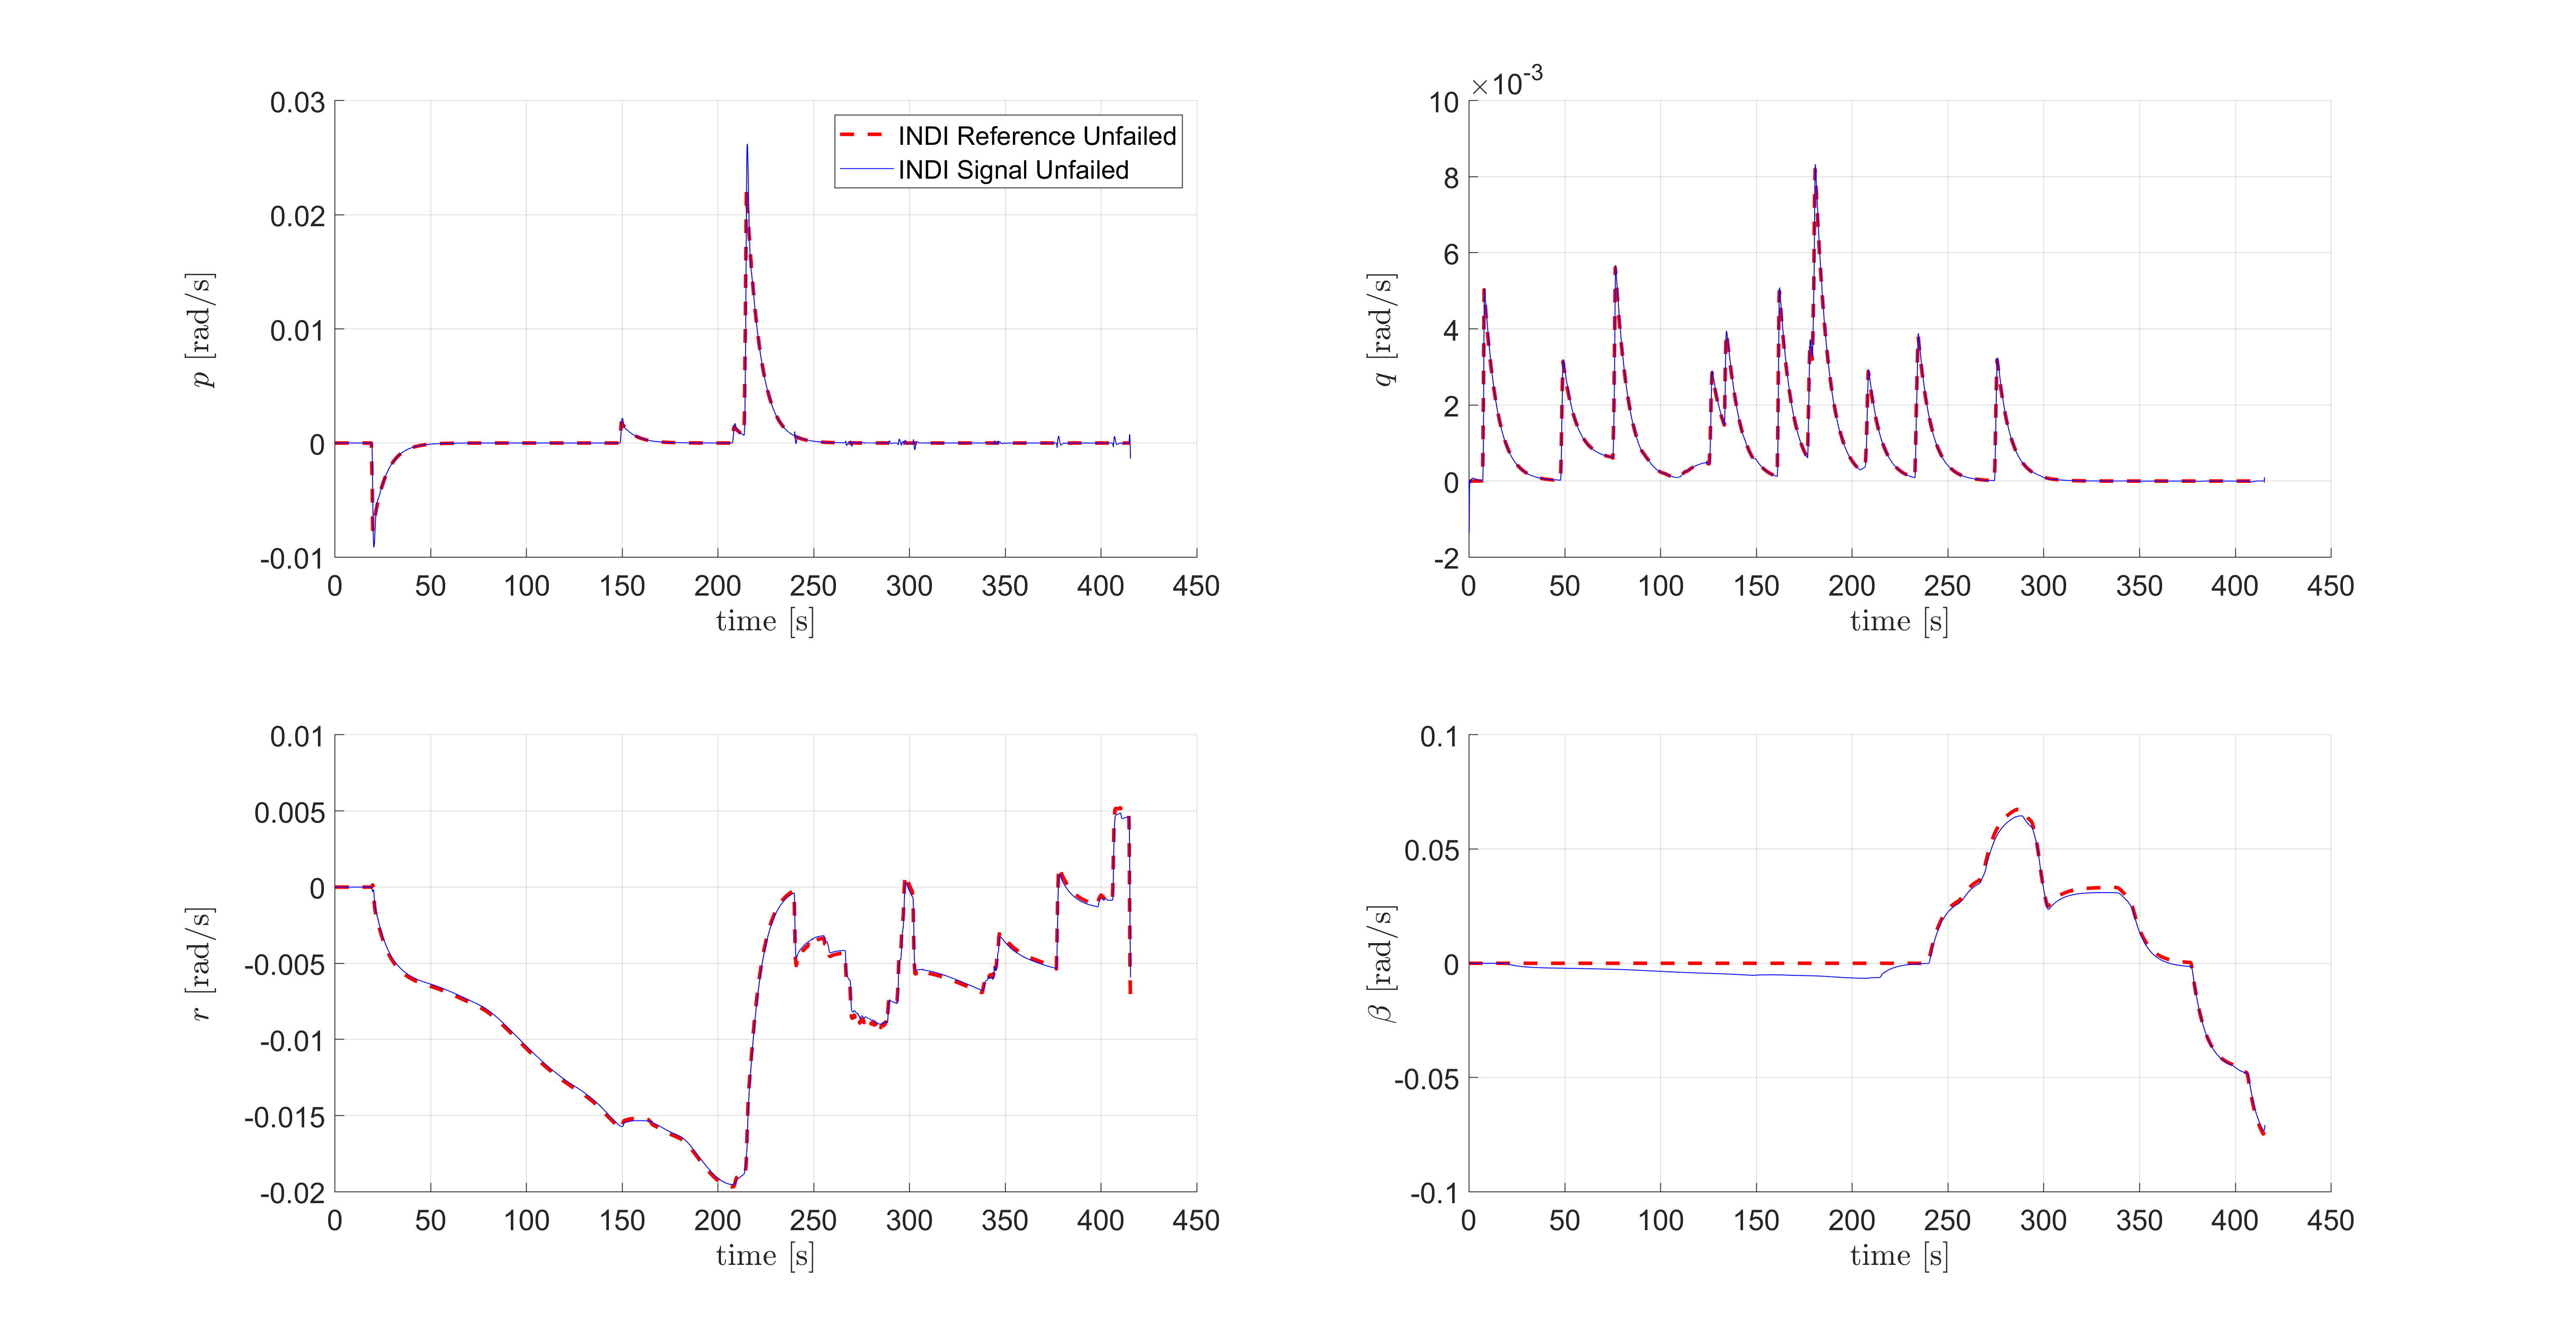 0.03
0.02
0.01
0
-0.01
p [rad/s]
0 50 100 150 200 250 300 350 400 450
time [s]
INDI Reference Unfailed
INDI Signal Unfailed
×10-3
10
8
6
4
2
0
-2
q [rad/s]
0 50 100 150 200 250 300 350 400 450
time [s]
0.01
0.005
0
-0.005
-0.01
-0.015
-0.02
r [rad/s]
0 50 100 150 200 250 300 350 400 450
time [s]
0.1
0.05
0
-0.05
-0.1
β [rad/s]
0 50 100 150 200 250 300 350 400 450
time [s]